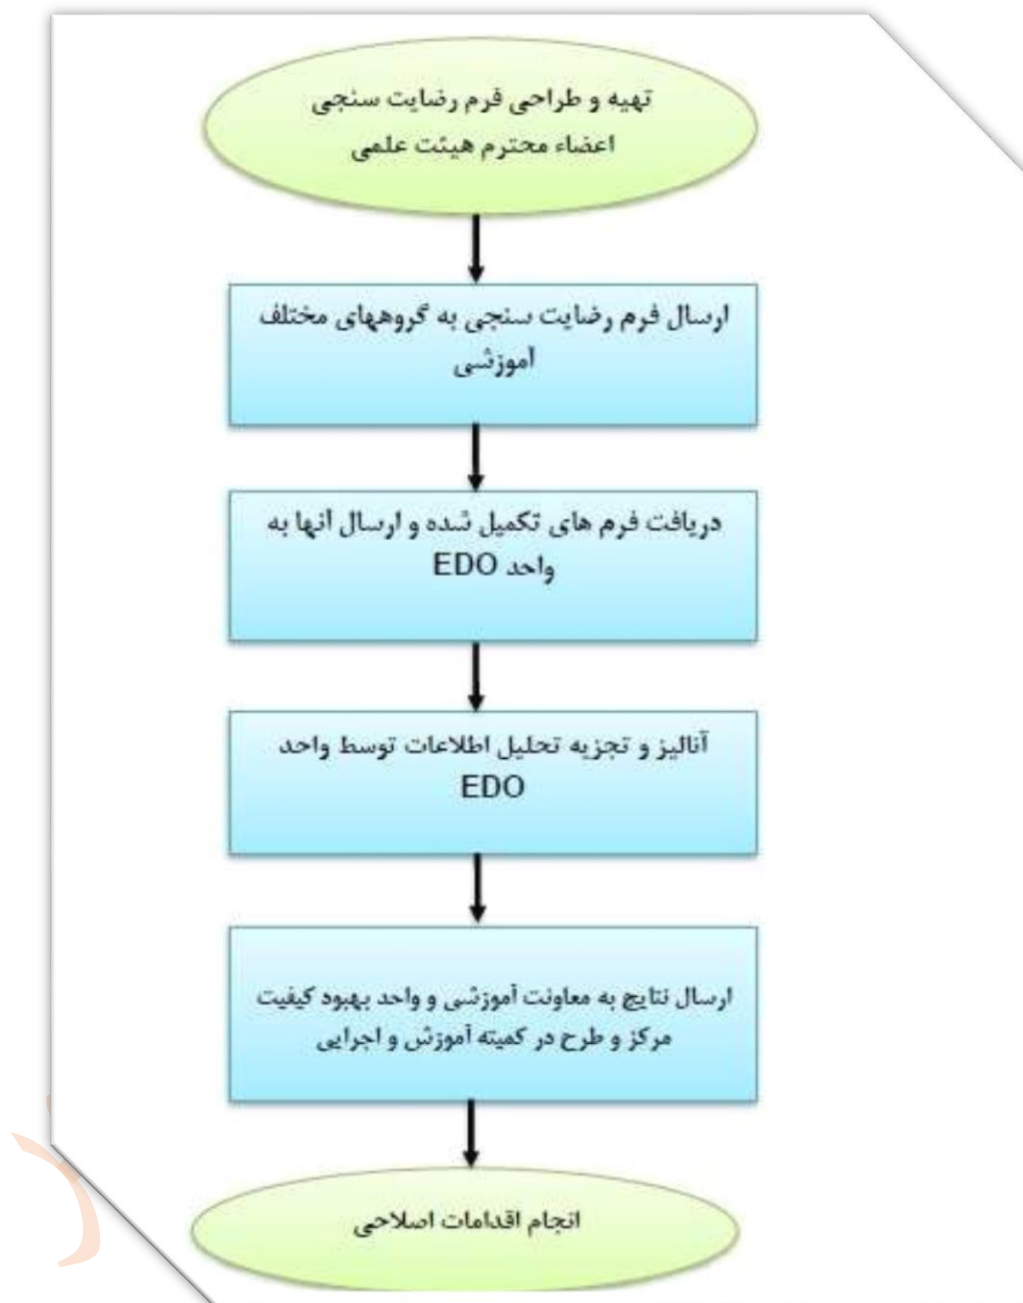 تهیه و طراحی فرم رضایت سنجی
اعضاء محترم هیئت علمی
ارسال فرم رضایت سنجی به گروههای مختلف
آموزشی
دریافت فرم های تکمیل شده و ارسال آنها به
واحد EDO
آنالیز و تجزیه تحلیل اطلاعات توسط واحد
EDO
ارسال نتایج به معاونت آموزشی و واحد بهبود کیفیت
مرکز و طرح در کمیته آموزش و اجرایی
انجام اقدامات اصلاحی